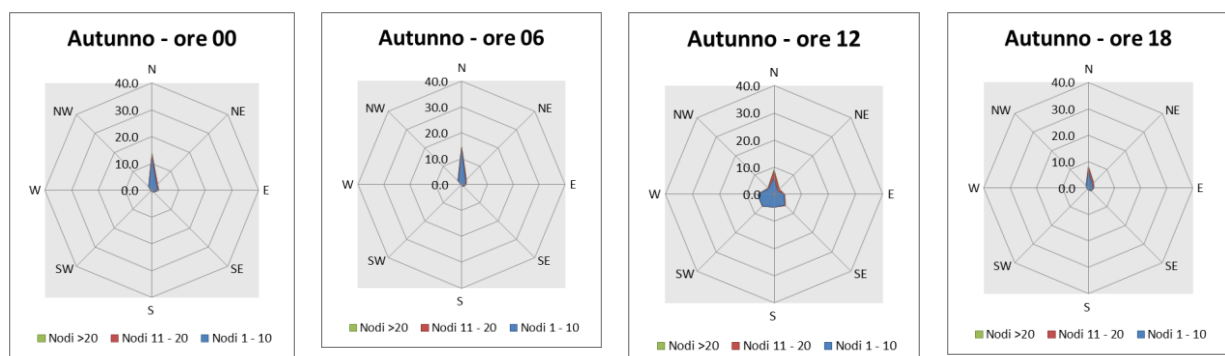 Autunno - ore 00
N
40.0
30.0
20.0
10.0
0.0
NW
NE
W
E
SW
SE
S
Nodi >20 Nodi 11 - 20 Nodi 1 - 10
Autunno - ore 06
N
40.0
30.0
20.0
10.0
0.0
NW
NE
W
E
SW
SE
S
Nodi >20 Nodi 11 - 20 Nodi 1 - 10
Autunno - ore 12
N
40.0
30.0
20.0
10.0
0.0
NW
NE
W
E
SW
SE
S
Nodi >20 Nodi 11 - 20 Nodi 1 - 10
Autunno - ore 18
N
40.0
30.0
20.0
10.0
0.0
NW
NE
W
E
SW
SE
S
Nodi >20 Nodi 11 - 20 Nodi 1 - 10